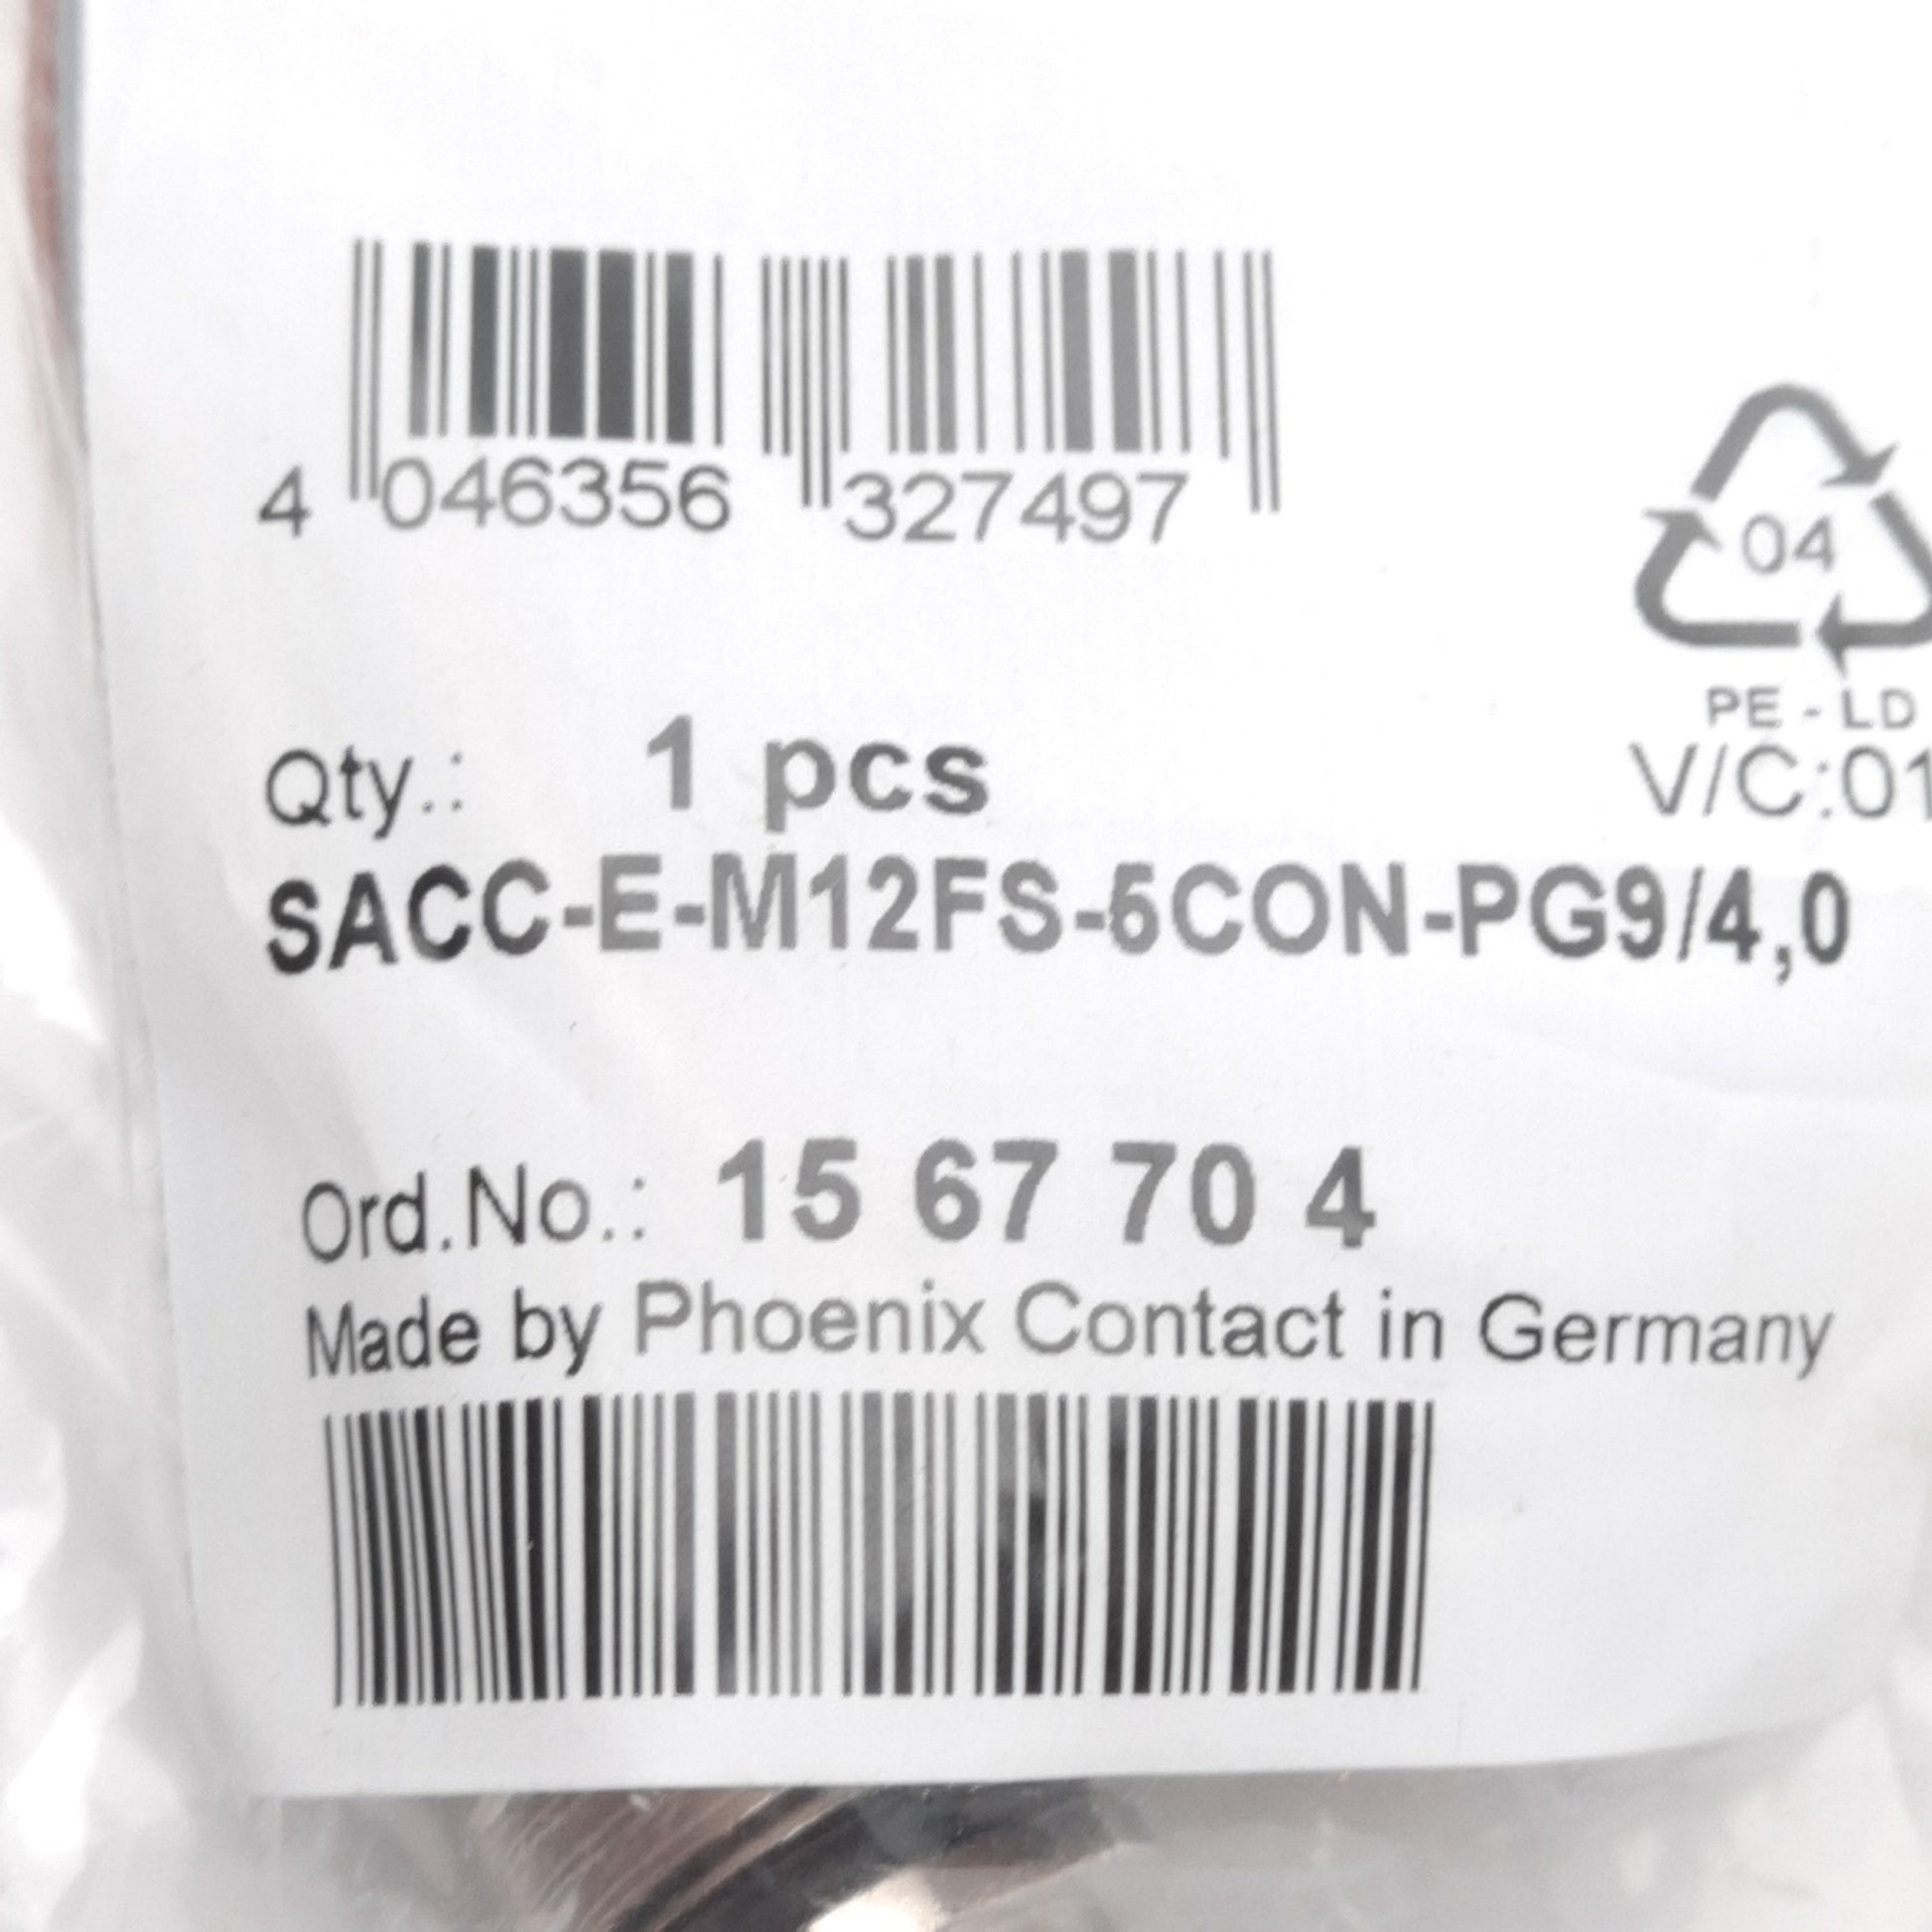 4 046356 327497
04
PE - LD
Qty.: 1 pcs
V/C:01
SACC-E-M12FS-5CON-PG9/4,0
Ord.No.: 15 67 70 4
Made by Phoenix Contact in Germany